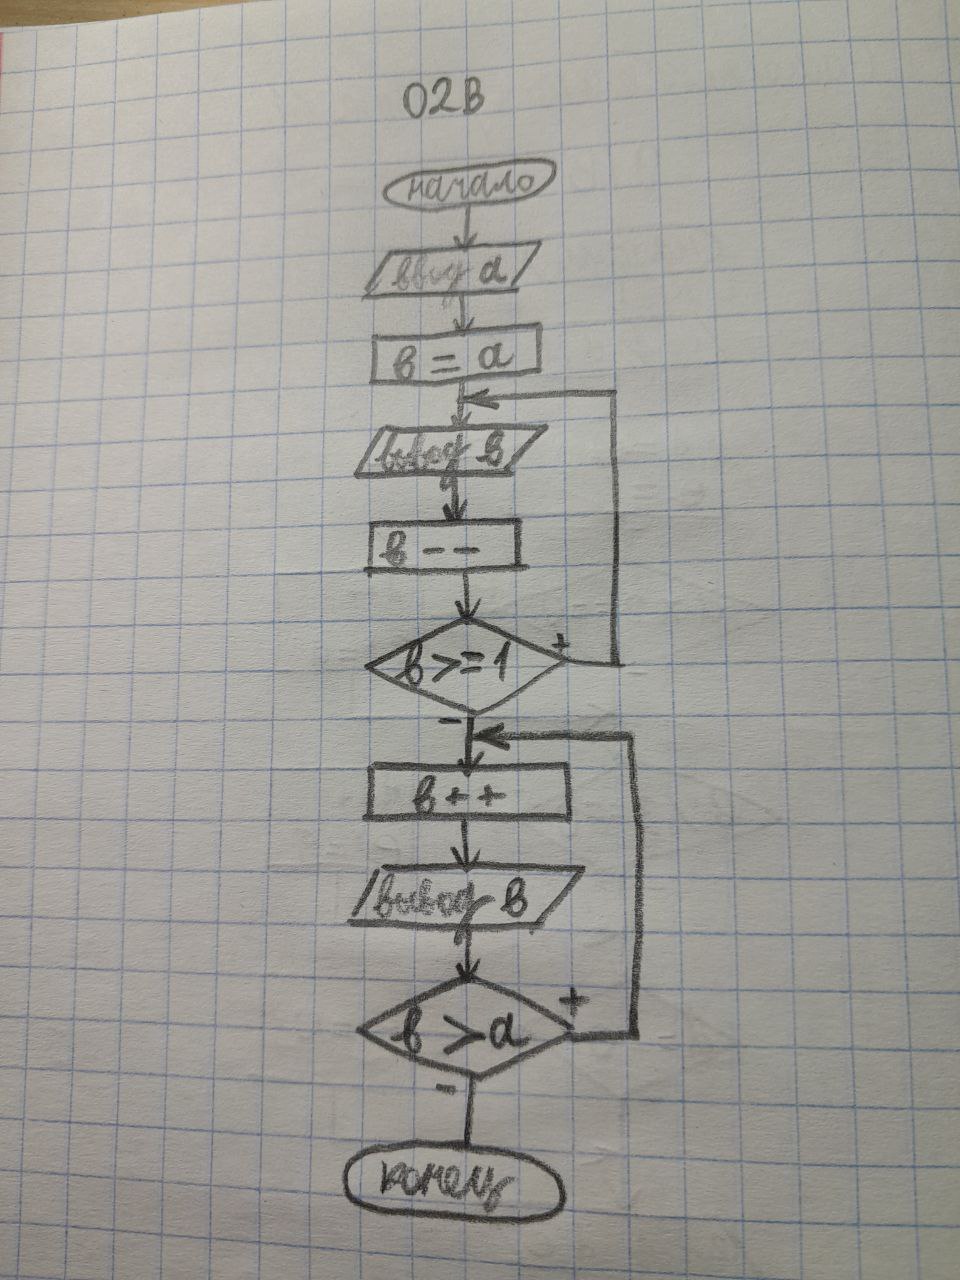 02В
начало
ввод а
в = а
вывод в
в - -
в >= 1
+
-
в + +
вывод в
в > а
+
-
конец